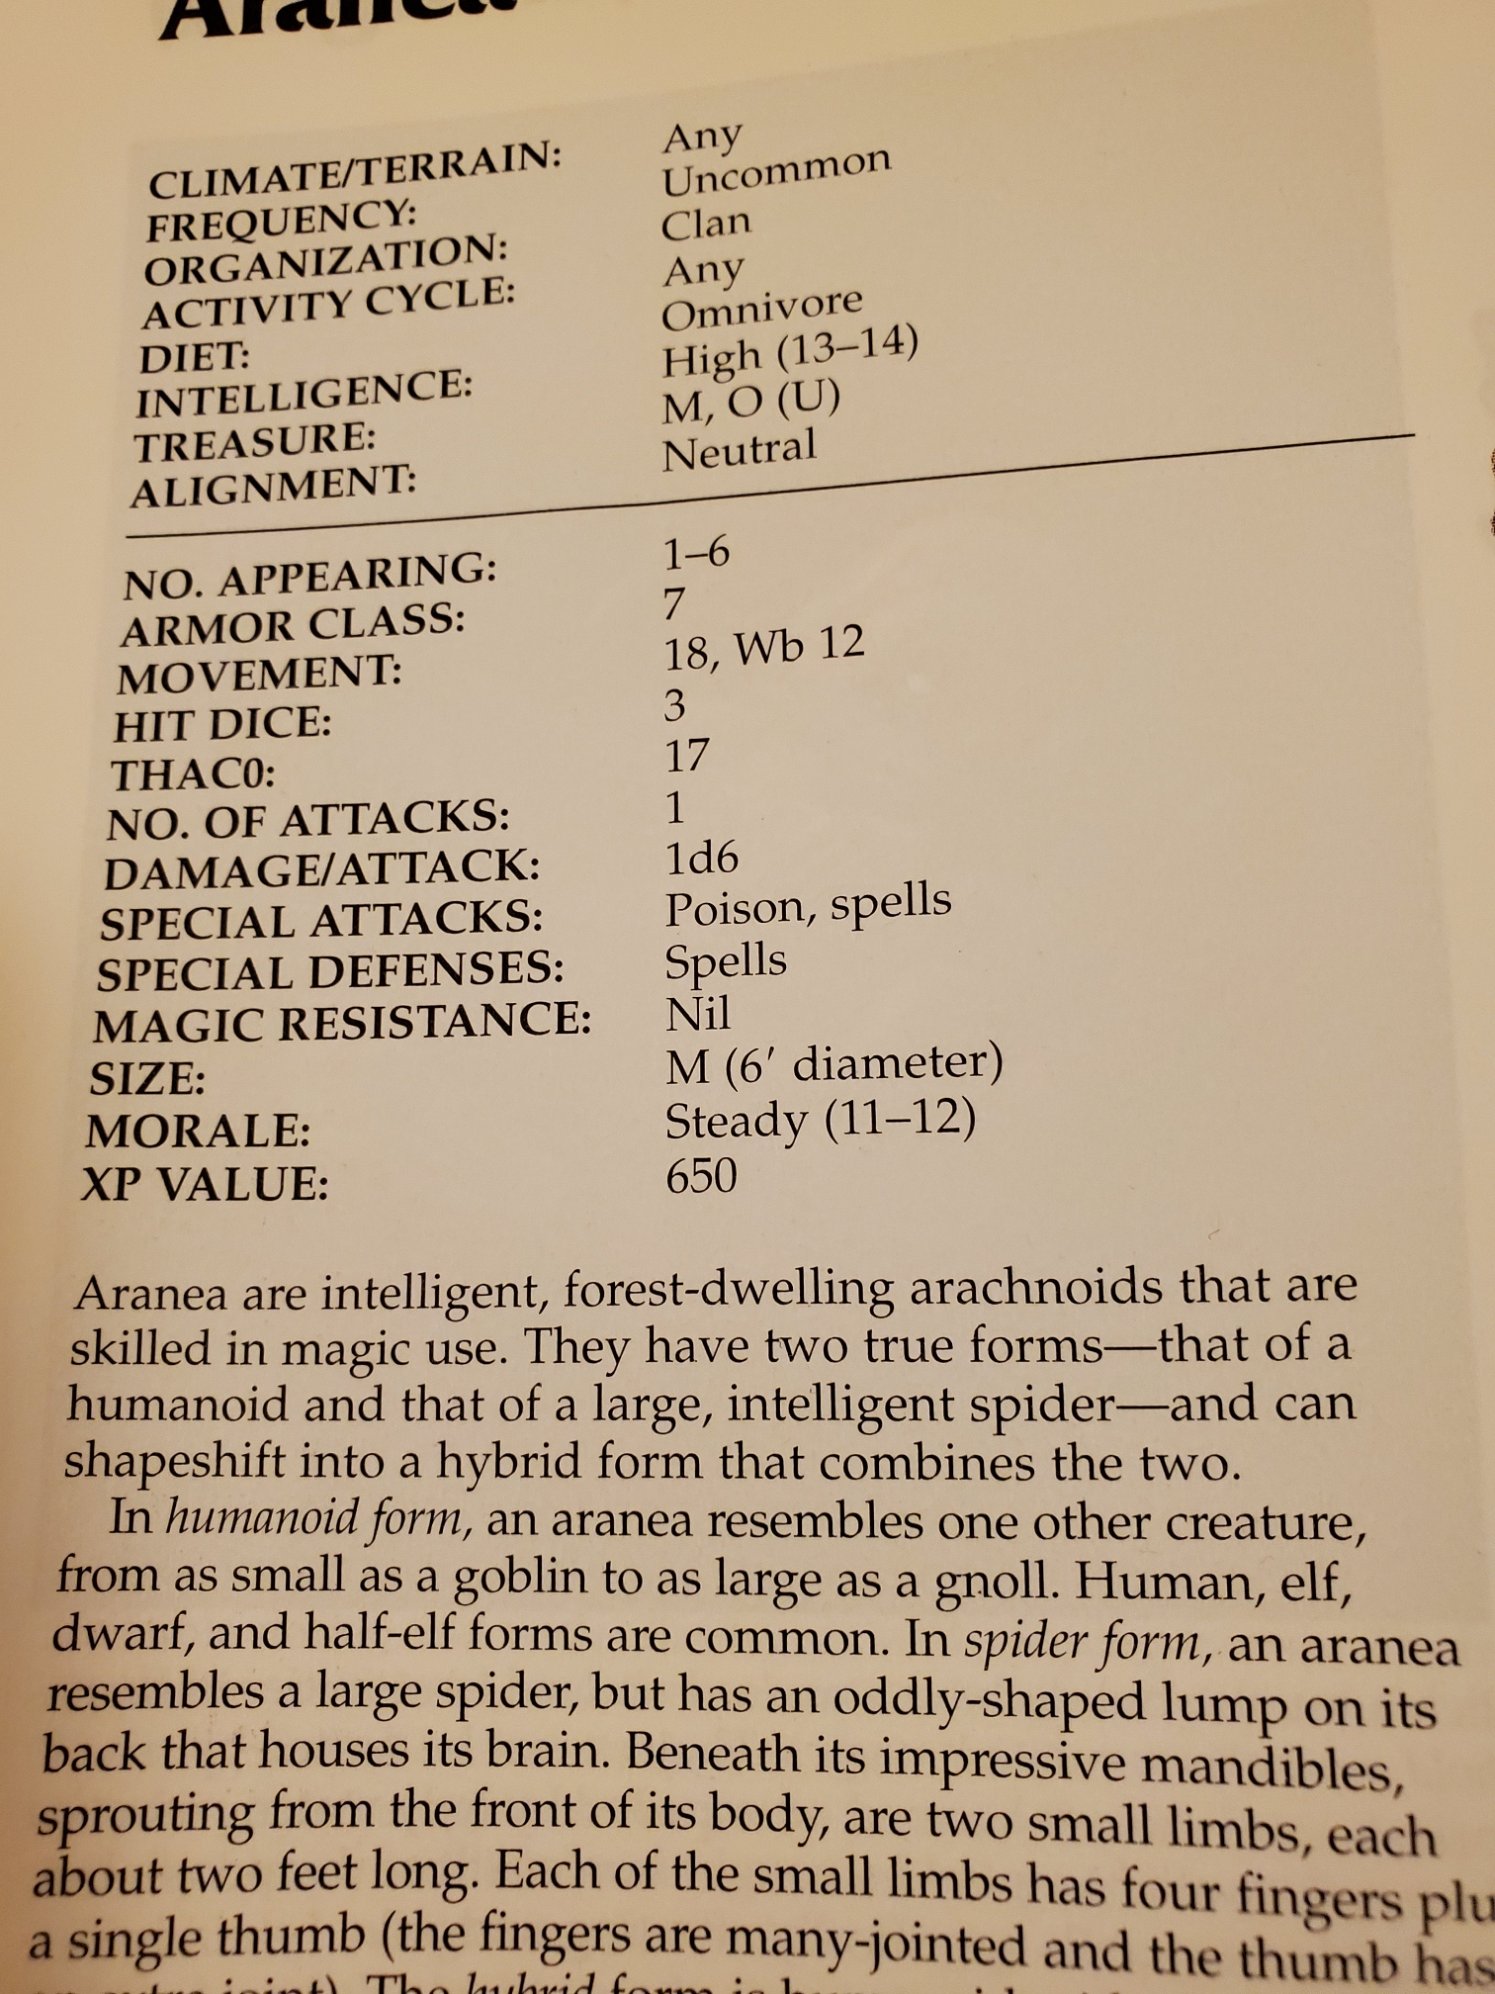 Aranea
CLIMATE/TERRAIN: Any
FREQUENCY: Uncommon
ORGANIZATION: Clan
ACTIVITY CYCLE: Any
DIET: Omnivore
INTELLIGENCE: High (13–14)
TREASURE: M, O (U)
ALIGNMENT: Neutral
NO. APPEARING: 1–6
ARMOR CLASS: 7
MOVEMENT: 18, Wb 12
HIT DICE: 3
THAC0: 17
NO. OF ATTACKS: 1
DAMAGE/ATTACK: 1d6
SPECIAL ATTACKS: Poison, spells
SPECIAL DEFENSES: Spells
MAGIC RESISTANCE: Nil
SIZE: M (6′ diameter)
MORALE: Steady (11–12)
XP VALUE: 650
Aranea are intelligent, forest-dwelling arachnoids that are
skilled in magic use. They have two true forms—that of a
humanoid and that of a large, intelligent spider—and can
shapeshift into a hybrid form that combines the two.
In humanoid form, an aranea resembles one other creature,
from as small as a goblin to as large as a gnoll. Human, elf,
dwarf, and half-elf forms are common. In spider form, an aranea
resembles a large spider, but has an oddly-shaped lump on its
back that houses its brain. Beneath its impressive mandibles,
sprouting from the front of its body, are two small limbs, each
about two feet long. Each of the small limbs has four fingers plu
a single thumb (the fingers are many-jointed and the thumb has
extra joint). The hybrid form is